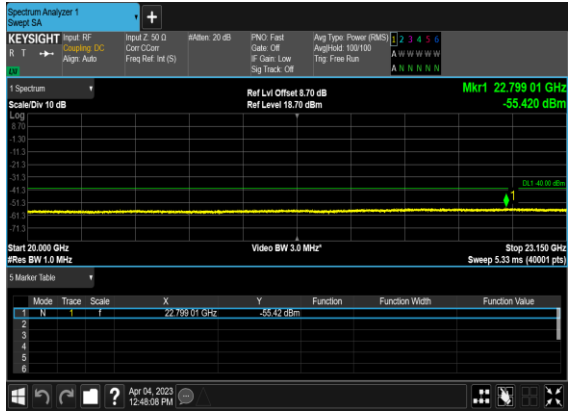 Spectrum Analyzer 1
Swept SA
+
KEYSIGHT Input: RF Input Z: 50 Ω #Atten: 20 dB PNO: Fast Avg Type: Power (RMS) 1 2 3 4 5 6
R T Coupling: DC Corr CCorr Gate: Off Avg|Hold: 100/100 A W W W W W
Align: Auto Freq Ref: Int (S) IF Gain: Low Trig: Free Run
LU Sig Track: Off A N N N N N
1 Spectrum Ref Lvl Offset 8.70 dB Mkr1 22.799 01 GHz
Scale/Div 10 dB Ref Level 18.70 dBm -55.420 dBm
Log
8.70
-1.30
-11.3
-21.3
-31.3
DL1 -40.00 dBm
-41.3
1
-51.3
-61.3
-71.3
Start 20.000 GHz Video BW 3.0 MHz* Stop 23.150 GHz
#Res BW 1.0 MHz Sweep 5.33 ms (40001 pts)
5 Marker Table
Mode Trace Scale X Y Function Function Width Function Value
1 N 1 f 22.799 01 GHz -55.42 dBm
2
3
4
5
6
? Apr 04, 2023
12:48:08 PM